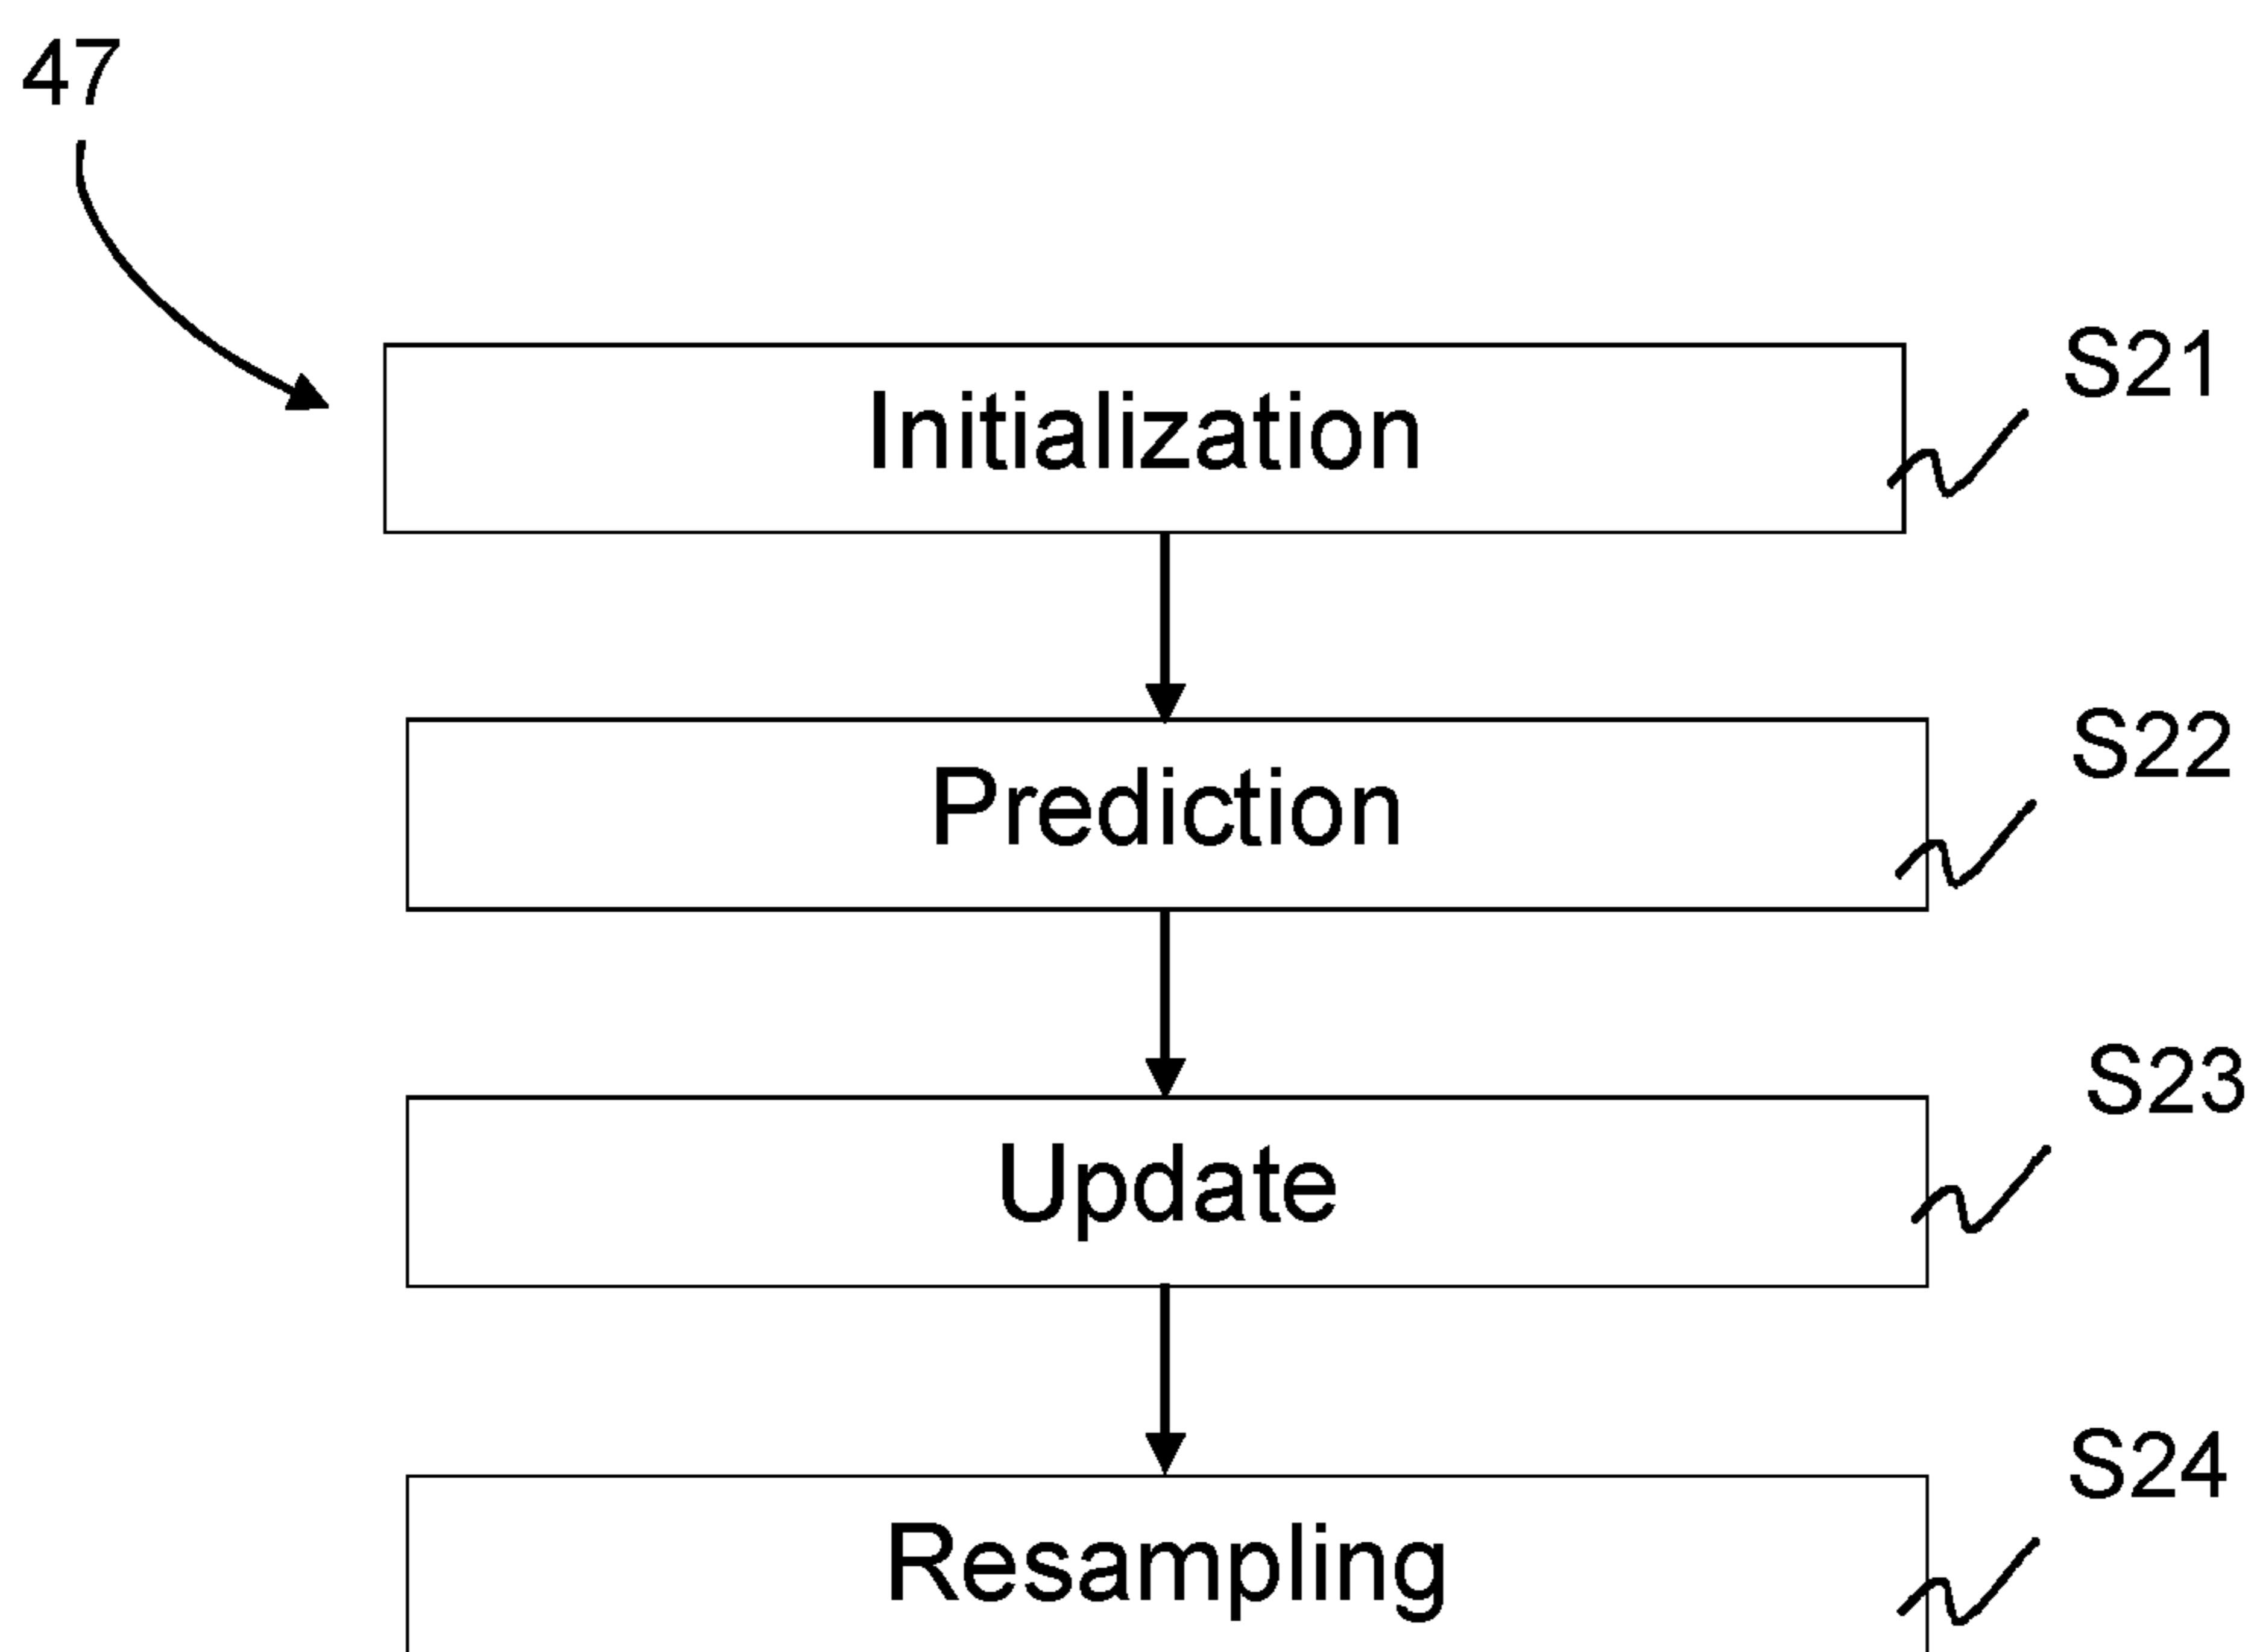 47
S21
Initialization
S22
Prediction
S23
Update
S24
Resampling